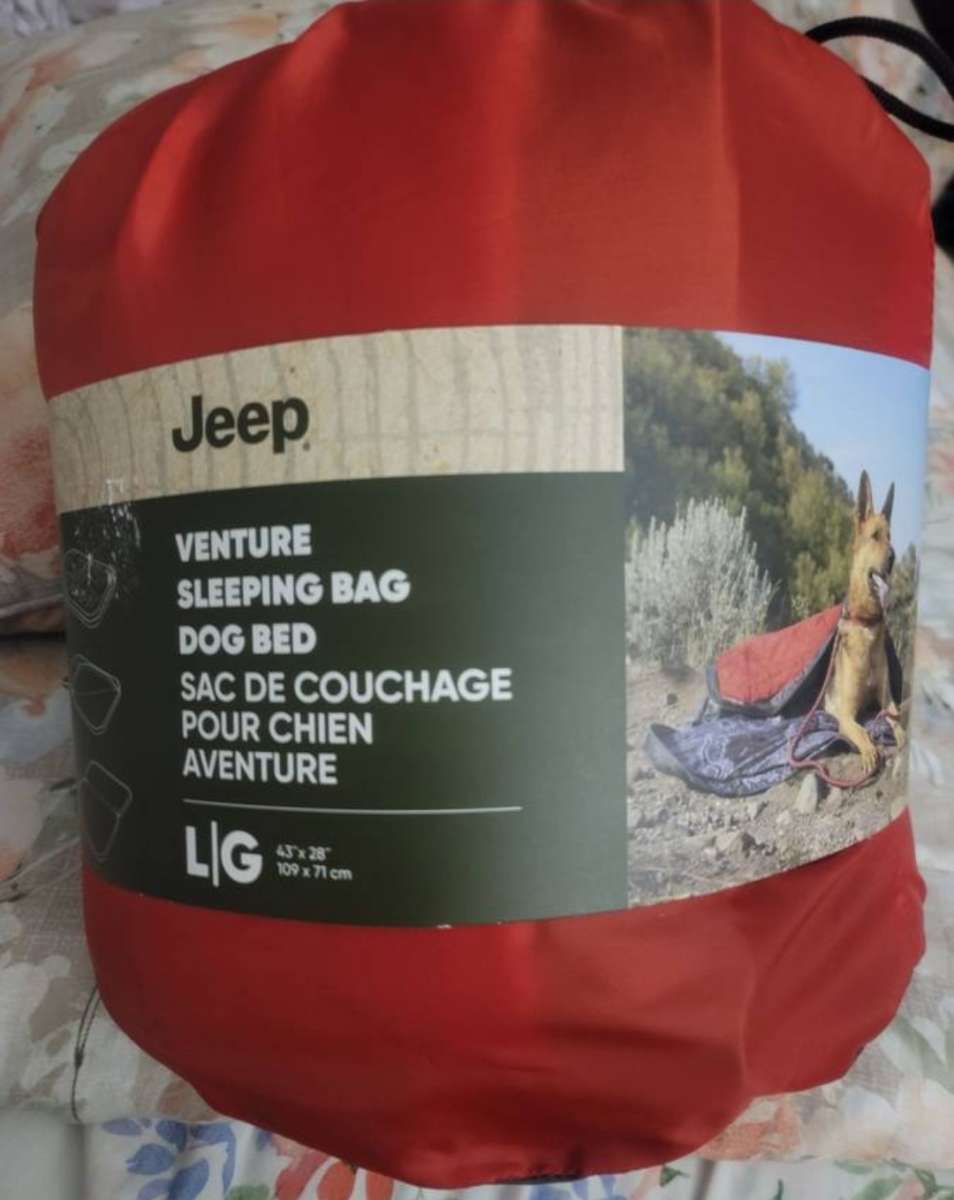 Jeep
VENTURE
SLEEPING BAG
DOG BED
SAC DE COUCHAGE
POUR CHIEN
AVENTURE
L|G
43"x 28"
109 x 71 cm